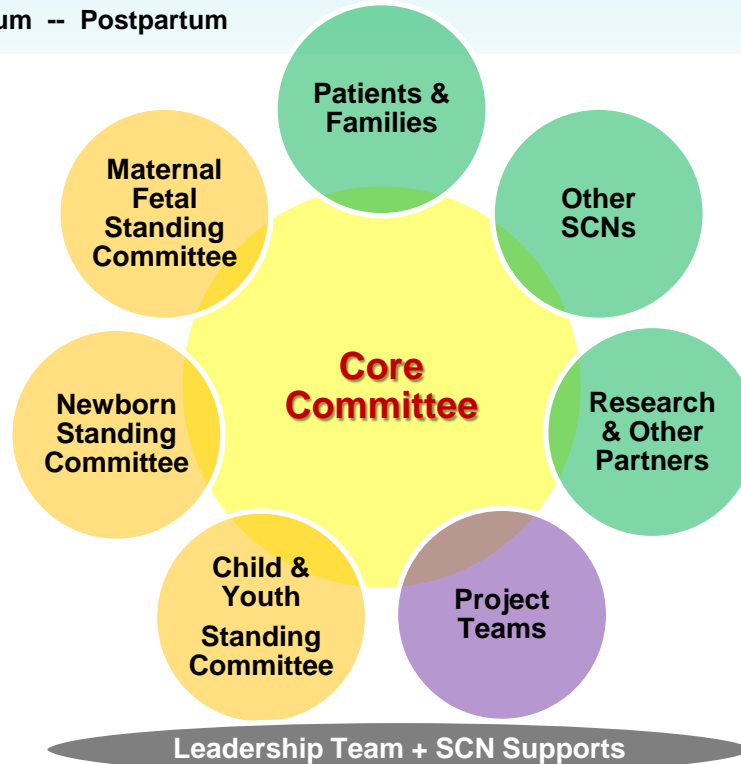 -- Postpartum
Patients &
Families
Maternal
Fetal
Standing
Committee
Other
SCNs
Core
Committee
Newborn
Standing
Committee
Research
& Other
Partners
Child &
Youth
Standing
Committee
Project
Teams
Leadership Team + SCN Supports